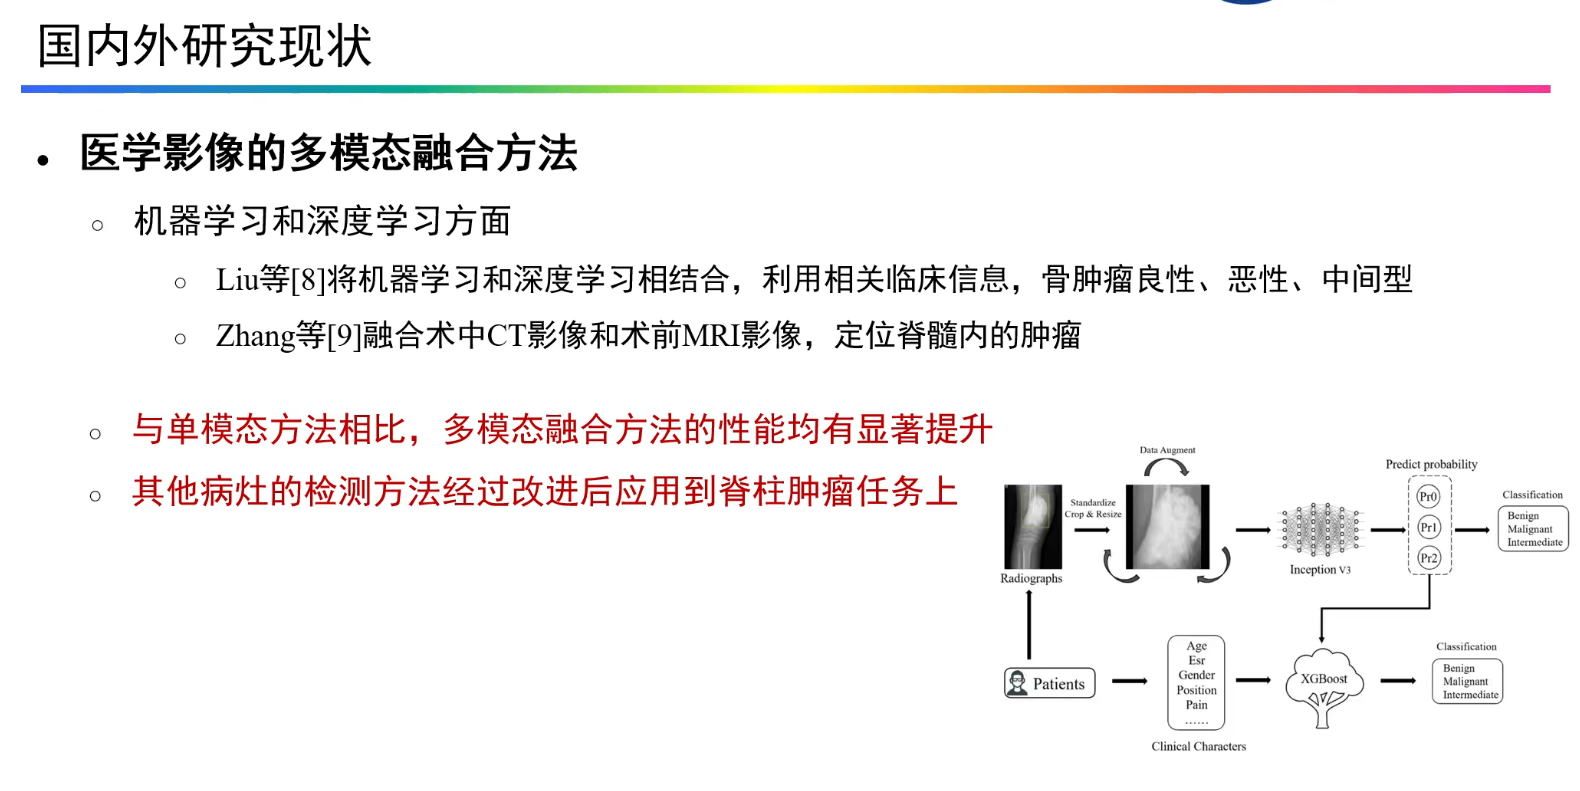 国内外研究现状
• 医学影像的多模态融合方法
○ 机器学习和深度学习方面
○ Liu等[8]将机器学习和深度学习相结合，利用相关临床信息，骨肿瘤良性、恶性、中间型
○ Zhang等[9]融合术中CT影像和术前MRI影像，定位脊髓内的肿瘤
○ 与单模态方法相比，多模态融合方法的性能均有显著提升
○ 其他病灶的检测方法经过改进后应用到脊柱肿瘤任务上
Data Augment
Standardize
Crop & Resize
Radiographs
Inception V3
Predict probability
Pr0
Pr1
Pr2
Classification
Benign
Malignant
Intermediate
Patients
Age
Esr
Gender
Position
Pain
......
Clinical Characters
XGBoost
Classification
Benign
Malignant
Intermediate